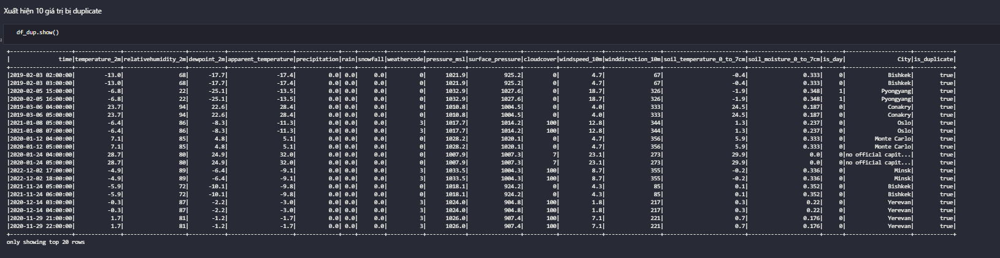 Xuất hiện 10 giá trị bị duplicate
df_dup.show()
+-------------------+--------------+-------------------+-----------+--------------------+-------------+----+--------+-----------+------------+----------------+----------+-------------+-----------------+-------------------------+----------------------+------+--------------------+------------+
|               time|temperature_2m|relativehumidity_2m|dewpoint_2m|apparent_temperature|precipitation|rain|snowfall|weathercode|pressure_msl|surface_pressure|cloudcover|windspeed_10m|winddirection_10m|soil_temperature_0_to_7cm|soil_moisture_0_to_7cm|is_day|                City|is_duplicate|
+-------------------+--------------+-------------------+-----------+--------------------+-------------+----+--------+-----------+------------+----------------+----------+-------------+-----------------+-------------------------+----------------------+------+--------------------+------------+
|2019-02-03 02:00:00|         -13.0|                 68|      -17.7|               -17.4|          0.0| 0.0|     0.0|          0|      1021.9|           925.2|         0|          4.7|               67|                     -0.4|                 0.333|     0|             Bishkek|        true|
|2019-02-03 03:00:00|         -13.0|                 68|      -17.7|               -17.4|          0.0| 0.0|     0.0|          0|      1021.9|           925.2|         0|          4.7|               67|                     -0.4|                 0.333|     0|             Bishkek|        true|
|2020-02-05 15:00:00|          -6.8|                 22|      -25.1|               -13.5|          0.0| 0.0|     0.0|          0|      1032.9|          1027.6|         0|         18.7|              326|                     -1.9|                 0.348|     1|           Pyongyang|        true|
|2020-02-05 16:00:00|          -6.8|                 22|      -25.1|               -13.5|          0.0| 0.0|     0.0|          0|      1032.9|          1027.6|         0|         18.7|              326|                     -1.9|                 0.348|     1|           Pyongyang|        true|
|2019-03-06 04:00:00|          23.7|                 94|       22.6|                28.4|          0.0| 0.0|     0.0|          0|      1010.8|          1004.5|         0|          4.0|              333|                     24.5|                 0.187|     0|             Conakry|        true|
|2019-03-06 05:00:00|          23.7|                 94|       22.6|                28.4|          0.0| 0.0|     0.0|          0|      1010.8|          1004.5|         0|          4.0|              333|                     24.5|                 0.187|     0|             Conakry|        true|
|2021-01-08 05:00:00|          -6.4|                 86|       -8.3|               -11.3|          0.0| 0.0|     0.0|          3|      1017.7|          1014.2|       100|         12.8|              344|                      1.3|                 0.237|     0|                Oslo|        true|
|2021-01-08 07:00:00|          -6.4|                 86|       -8.3|               -11.3|          0.0| 0.0|     0.0|          3|      1017.7|          1014.2|       100|         12.8|              344|                      1.3|                 0.237|     0|                Oslo|        true|
|2020-01-12 04:00:00|           7.1|                 85|        4.8|                 5.1|          0.0| 0.0|     0.0|          0|      1028.2|          1020.1|         0|          4.7|              356|                      5.9|                 0.333|     0|         Monte Carlo|        true|
|2020-01-12 05:00:00|           7.1|                 85|        4.8|                 5.1|          0.0| 0.0|     0.0|          0|      1028.2|          1020.1|         0|          4.7|              356|                      5.9|                 0.333|     0|         Monte Carlo|        true|
|2020-01-24 04:00:00|          28.7|                 80|       24.9|                32.0|          0.0| 0.0|     0.0|          0|      1007.9|          1007.3|         7|         23.1|              273|                     29.9|                   0.0|     0|no official capit...|        true|
|2020-01-24 05:00:00|          28.7|                 80|       24.9|                32.0|          0.0| 0.0|     0.0|          0|      1007.9|          1007.3|         7|         23.1|              273|                     29.9|                   0.0|     0|no official capit...|        true|
|2022-12-02 17:00:00|          -4.9|                 89|       -6.4|                -9.1|          0.0| 0.0|     0.0|          3|      1033.5|          1004.3|       100|          8.7|              355|                     -0.2|                 0.336|     0|               Minsk|        true|
|2022-12-02 18:00:00|          -4.9|                 89|       -6.4|                -9.1|          0.0| 0.0|     0.0|          3|      1033.5|          1004.3|       100|          8.7|              355|                     -0.2|                 0.336|     0|               Minsk|        true|
|2021-11-24 05:00:00|          -5.9|                 72|      -10.1|                -9.8|          0.0| 0.0|     0.0|          0|      1018.1|           924.2|         0|          4.3|               85|                      0.1|                 0.352|     0|             Bishkek|        true|
|2021-11-24 06:00:00|          -5.9|                 72|      -10.1|                -9.8|          0.0| 0.0|     0.0|          0|      1018.1|           924.2|         0|          4.3|               85|                      0.1|                 0.352|     0|             Bishkek|        true|
|2020-12-14 03:00:00|          -0.3|                 87|       -2.2|                -3.0|          0.0| 0.0|     0.0|          3|      1024.0|           904.8|       100|          1.8|              217|                      0.3|                  0.22|     0|             Yerevan|        true|
|2020-12-14 04:00:00|          -0.3|                 87|       -2.2|                -3.0|          0.0| 0.0|     0.0|          3|      1024.0|           904.8|       100|          1.8|              217|                      0.3|                  0.22|     0|             Yerevan|        true|
|2020-11-29 21:00:00|           1.7|                 81|       -1.2|                -1.7|          0.0| 0.0|     0.0|          3|      1026.0|           907.4|       100|          7.1|              221|                      0.7|                 0.176|     0|             Yerevan|        true|
|2020-11-29 22:00:00|           1.7|                 81|       -1.2|                -1.7|          0.0| 0.0|     0.0|          3|      1026.0|           907.4|       100|          7.1|              221|                      0.7|                 0.176|     0|             Yerevan|        true|
+-------------------+--------------+-------------------+-----------+--------------------+-------------+----+--------+-----------+------------+----------------+----------+-------------+-----------------+-------------------------+----------------------+------+--------------------+------------+
only showing top 20 rows